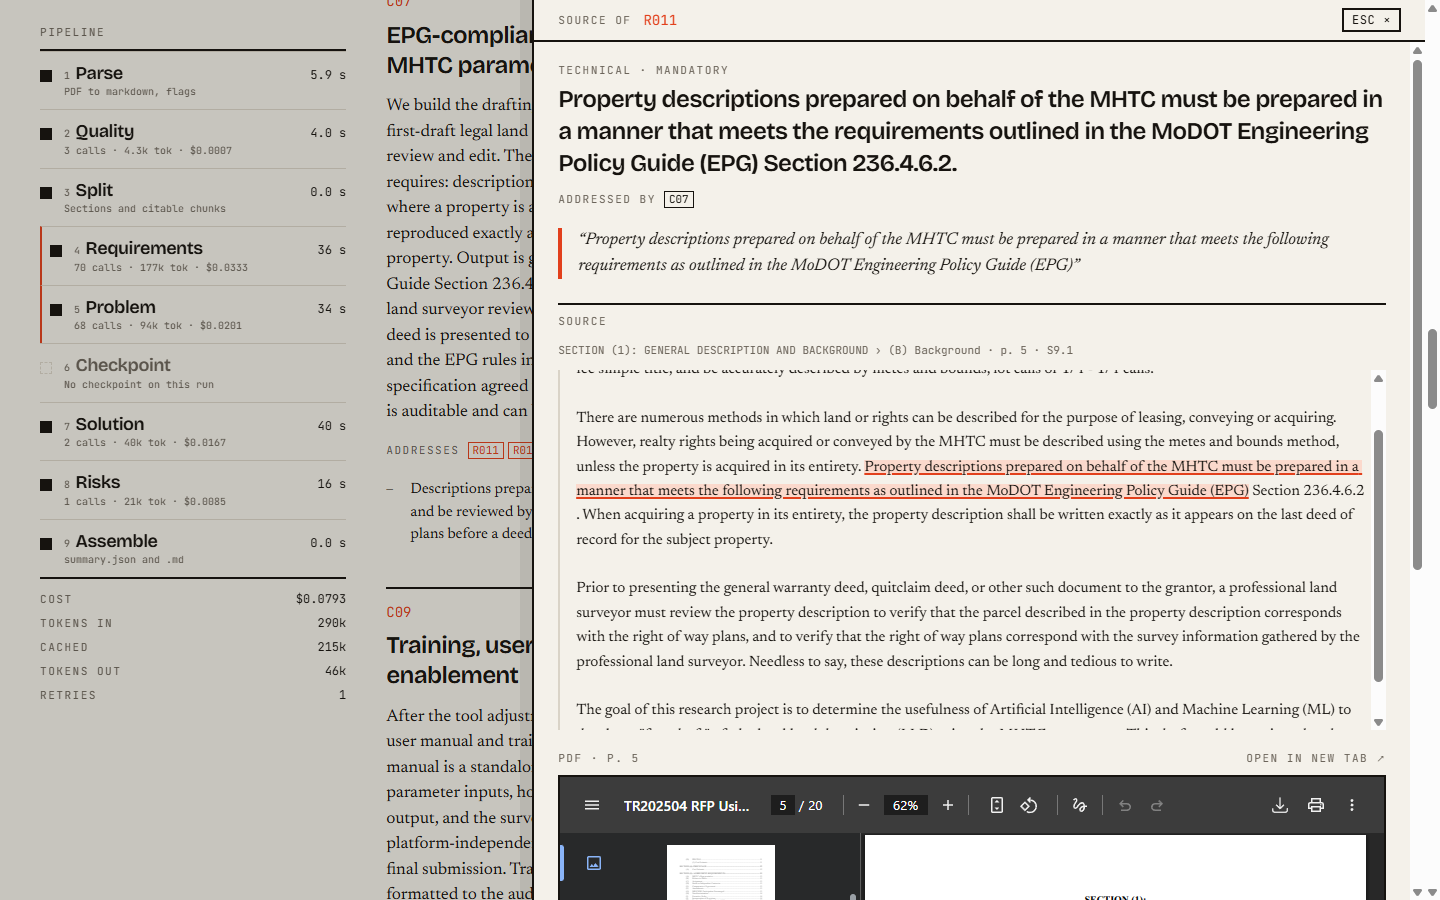 PIPELINE
1 Parse 5.9 s
PDF to markdown, flags
2 Quality 4.0 s
3 calls · 4.3k tok · $0.0007
3 Split 0.0 s
Sections and citable chunks
4 Requirements 36 s
70 calls · 177k tok · $0.0333
5 Problem 34 s
68 calls · 94k tok · $0.0201
6 Checkpoint
No checkpoint on this run
7 Solution 40 s
2 calls · 40k tok · $0.0167
8 Risks 16 s
1 calls · 21k tok · $0.0085
9 Assemble 0.0 s
summary.json and .md
COST $0.0793
TOKENS IN 290k
CACHED 215k
TOKENS OUT 46k
RETRIES 1
C07
EPG-complian
MHTC parame
We build the draftin
first-draft legal land
review and edit. The
requires: description
where a property is a
reproduced exactly a
property. Output is g
Guide Section 236.4
land surveyor review
deed is presented to
and the EPG rules in
specification agreed
is auditable and can
ADDRESSES R011 R01
– Descriptions prepa
and be reviewed by
plans before a deed
C09
Training, user
enablement
After the tool adjust
user manual and trai
manual is a standalo
parameter inputs, ho
output, and the surv
platform-independe
final submission. Tra
formatted to the aud
SOURCE OF R011
ESC ×
TECHNICAL · MANDATORY
Property descriptions prepared on behalf of the MHTC must be prepared in
a manner that meets the requirements outlined in the MoDOT Engineering
Policy Guide (EPG) Section 236.4.6.2.
ADDRESSED BY C07
“Property descriptions prepared on behalf of the MHTC must be prepared in a manner that meets the following
requirements as outlined in the MoDOT Engineering Policy Guide (EPG)”
SOURCE
SECTION (1): GENERAL DESCRIPTION AND BACKGROUND › (B) Background · p. 5 · S9.1
fee simple title, and be accurately described by metes and bounds, lot calls or
There are numerous methods in which land or rights can be described for the purpose of leasing, conveying or acquiring.
However, realty rights being acquired or conveyed by the MHTC must be described using the metes and bounds method,
unless the property is acquired in its entirety. Property descriptions prepared on behalf of the MHTC must be prepared in a
manner that meets the following requirements as outlined in the MoDOT Engineering Policy Guide (EPG) Section 236.4.6.2
. When acquiring a property in its entirety, the property description shall be written exactly as it appears on the last deed of
record for the subject property.
Prior to presenting the general warranty deed, quitclaim deed, or other such document to the grantor, a professional land
surveyor must review the property description to verify that the parcel described in the property description corresponds
with the right of way plans, and to verify that the right of way plans correspond with the survey information gathered by the
professional land surveyor. Needless to say, these descriptions can be long and tedious to write.
The goal of this research project is to determine the usefulness of Artificial Intelligence (AI) and Machine Learning (ML) to
PDF · P. 5
OPEN IN NEW TAB ↗
TR202504 RFP Usi... 5 / 20 62%
SECTION (1):